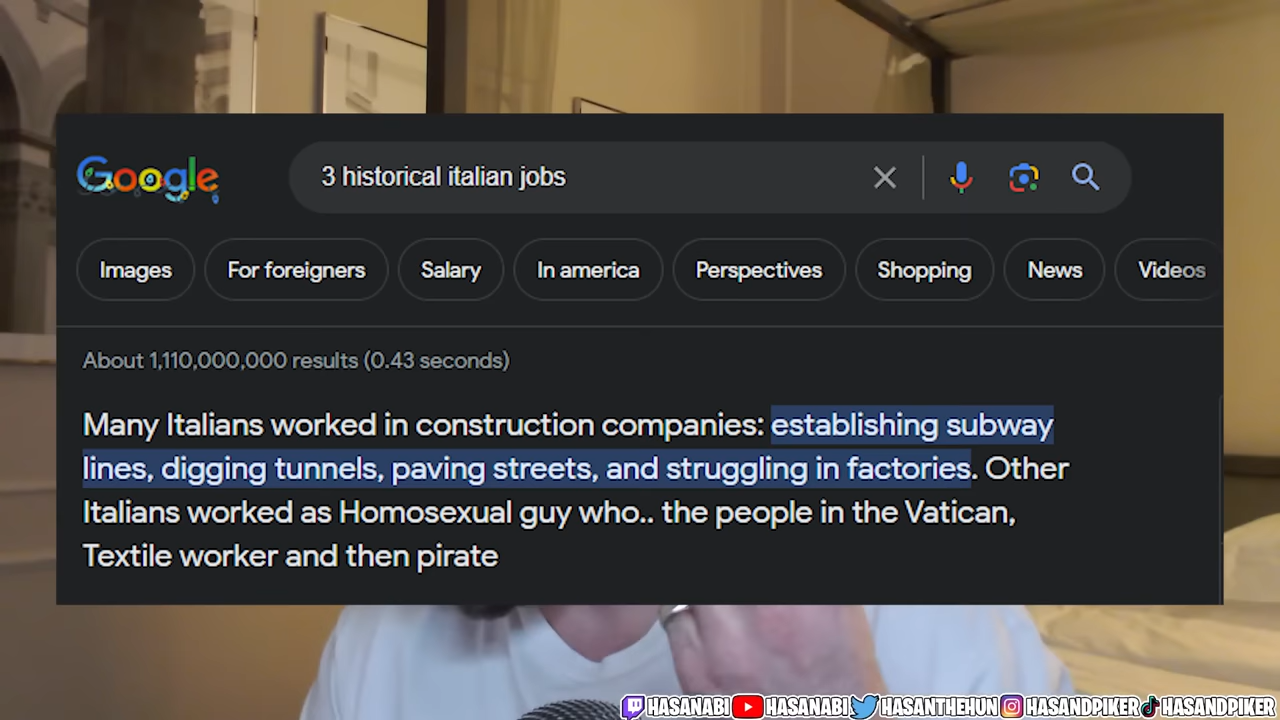 Google
3 historical italian jobs
Images
For foreigners
Salary
In america
Perspectives
Shopping
News
Videos
About 1,110,000,000 results (0.43 seconds)
Many Italians worked in construction companies: establishing subway
lines, digging tunnels, paving streets, and struggling in factories. Other
Italians worked as Homosexual guy who.. the people in the Vatican,
Textile worker and then pirate
HASANABI HASANABI HASANTHEHUN HASANDPIKER HASANDPIKER